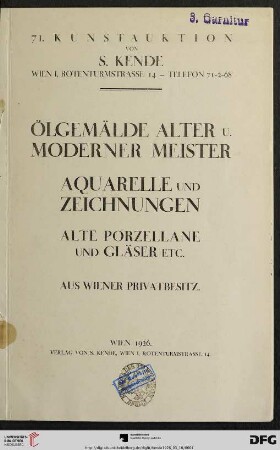 3. Garnitur
71. KUNSTAUKTION
VON
S. KENDE
WIEN I, ROTENTURMSTRASSE 14 – TELEFON 71-2-68
ÖLGEMÄLDE ALTER U.
MODERNER MEISTER
AQUARELLE UND
ZEICHNUNGEN
ALTE PORZELLANE
UND GLÄSER ETC.
AUS WIENER PRIVATBESITZ.
WIEN 1926.
VERLAG VON S. KENDE, WIEN I, ROTENTURMSTRASSE 14.
DFG